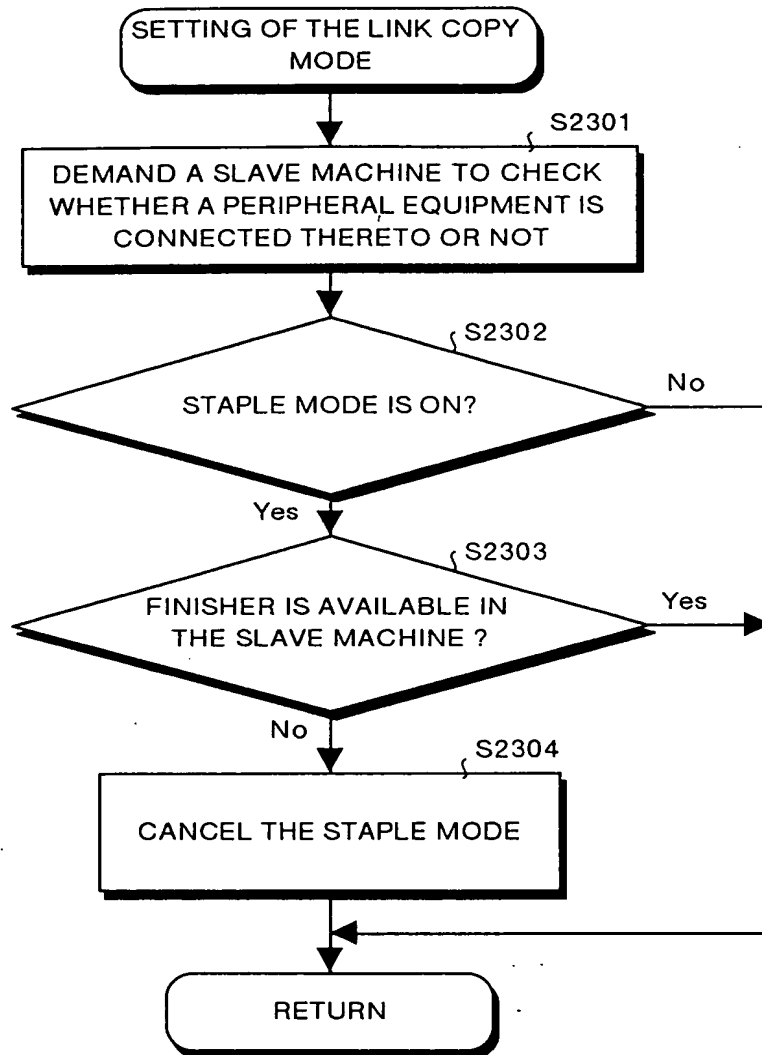 SETTING OF THE LINK COPY
MODE
S2301
DEMAND A SLAVE MACHINE TO CHECK
WHETHER A PERIPHERAL EQUIPMENT IS
CONNECTED THERETO OR NOT
S2302
STAPLE MODE IS ON?
No
Yes
S2303
FINISHER IS AVAILABLE IN
THE SLAVE MACHINE ?
Yes
No
S2304
CANCEL THE STAPLE MODE
RETURN